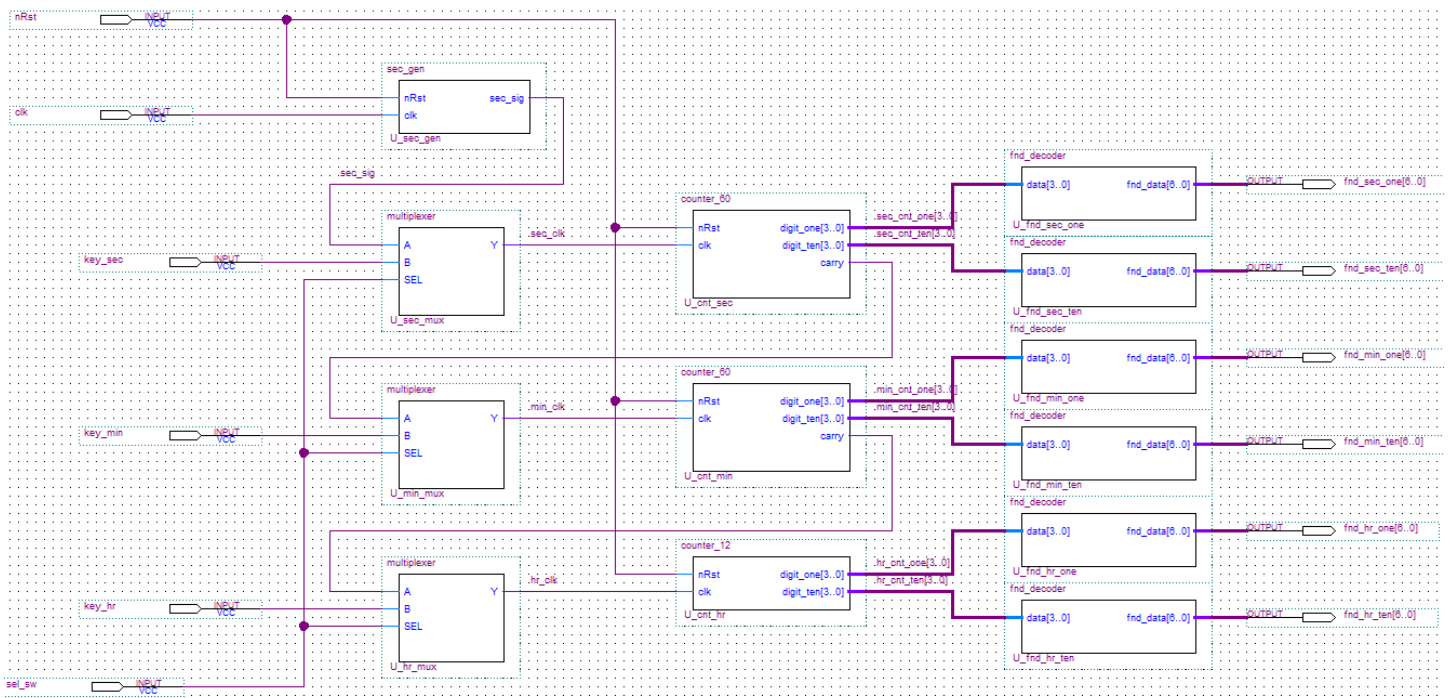 nRst
INPUT
VCC
sec_gen
nRst
sec_sig
clk
U_sec_gen
clk
INPUT
VCC
.sec_sig
multiplexer
A
Y
B
SEL
U_sec_mux
.sec_clk
key_sec
INPUT
VCC
counter_60
nRst
digit_one[3..0]
clk
digit_ten[3..0]
carry
U_cnt_sec
.sec_cnt_one[3..0]
.sec_cnt_ten[3..0]
fnd_decoder
data[3..0]
fnd_data[6..0]
U_fnd_sec_one
OUTPUT
fnd_sec_one[6..0]
fnd_decoder
data[3..0]
fnd_data[6..0]
U_fnd_sec_ten
OUTPUT
fnd_sec_ten[6..0]
multiplexer
A
Y
B
SEL
U_min_mux
.min_clk
key_min
INPUT
VCC
counter_60
nRst
digit_one[3..0]
clk
digit_ten[3..0]
carry
U_cnt_min
.min_cnt_one[3..0]
.min_cnt_ten[3..0]
fnd_decoder
data[3..0]
fnd_data[6..0]
U_fnd_min_one
OUTPUT
fnd_min_one[6..0]
fnd_decoder
data[3..0]
fnd_data[6..0]
U_fnd_min_ten
OUTPUT
fnd_min_ten[6..0]
multiplexer
A
Y
B
SEL
U_hr_mux
.hr_clk
key_hr
INPUT
VCC
counter_12
nRst
digit_one[3..0]
clk
digit_ten[3..0]
U_cnt_hr
.hr_cnt_one[3..0]
.hr_cnt_ten[3..0]
fnd_decoder
data[3..0]
fnd_data[6..0]
U_fnd_hr_one
OUTPUT
fnd_hr_one[6..0]
fnd_decoder
data[3..0]
fnd_data[6..0]
U_fnd_hr_ten
OUTPUT
fnd_hr_ten[6..0]
sel_sw
INPUT
VCC